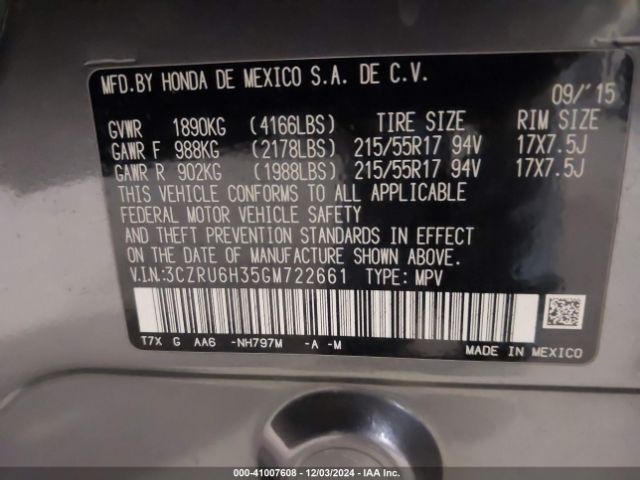 MFD.BY HONDA DE MEXICO S.A. DE C.V.
09/'15
GVWR 1890KG (4166LBS) TIRE SIZE RIM SIZE
GAWR F 988KG (2178LBS) 215/55R17 94V 17X7.5J
GAWR R 902KG (1988LBS) 215/55R17 94V 17X7.5J
THIS VEHICLE CONFORMS TO ALL APPLICABLE
FEDERAL MOTOR VEHICLE SAFETY
AND THEFT PREVENTION STANDARDS IN EFFECT
ON THE DATE OF MANUFACTURE SHOWN ABOVE.
V.I.N.:3CZRU6H35GM722661 TYPE: MPV
T7X G AA6 -NH797M -A -M
MADE IN MEXICO
000-41007608 - 12/03/2024 - IAA Inc.